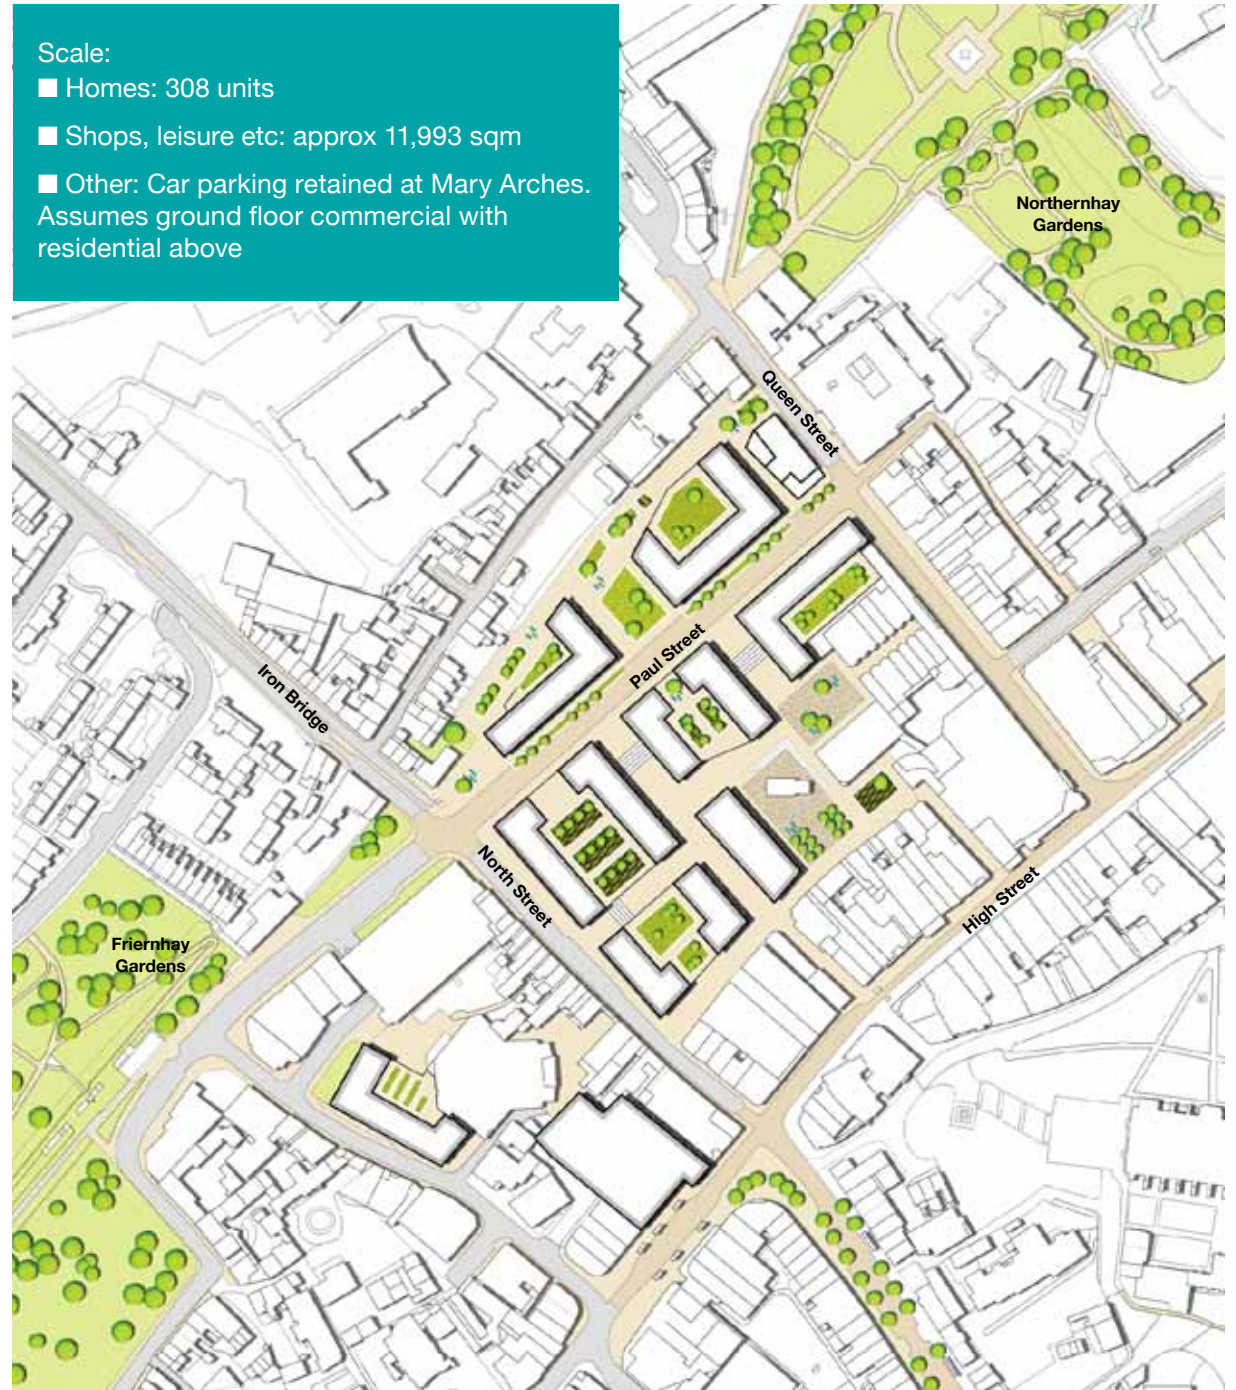 Scale:
■ Homes: 308 units
■ Shops, leisure etc: approx 11,993 sqm
■ Other: Car parking retained at Mary Arches.
Assumes ground floor commercial with
residential above
Northernhay
Gardens
Queen Street
Paul Street
Iron Bridge
North Street
High Street
Friernhay
Gardens